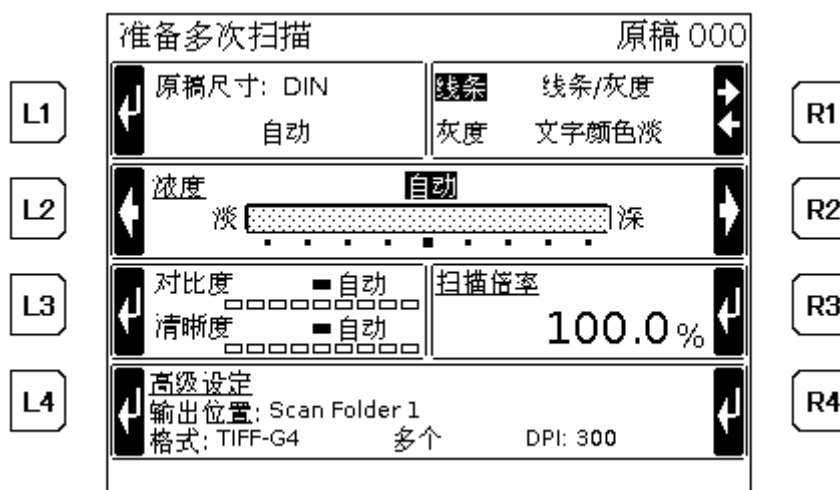 准备多次扫描 原稿 000
L1 原稿尺寸: DIN 线条 线条/灰度 R1
自动 灰度 文字颜色淡
浓度 自动
L2 淡 深 R2
对比度 自动 扫描倍率
L3 清晰度 自动 100.0 % R3
高级设定
L4 输出位置: Scan Folder 1 R4
格式: TIFF-G4 多个 DPI: 300